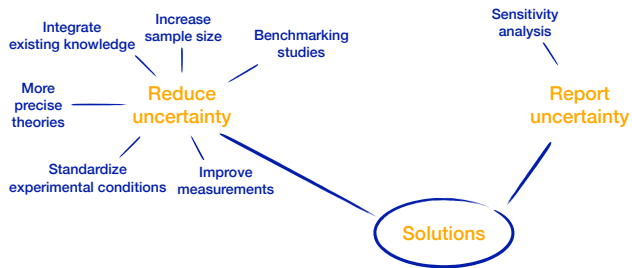 Integrate
existing knowledge
Increase
sample size
Benchmarking
studies
Sensitivity
analysis
More
precise
theories
Reduce
uncertainty
Report
uncertainty
Standardize
experimental conditions
Improve
measurements
Solutions